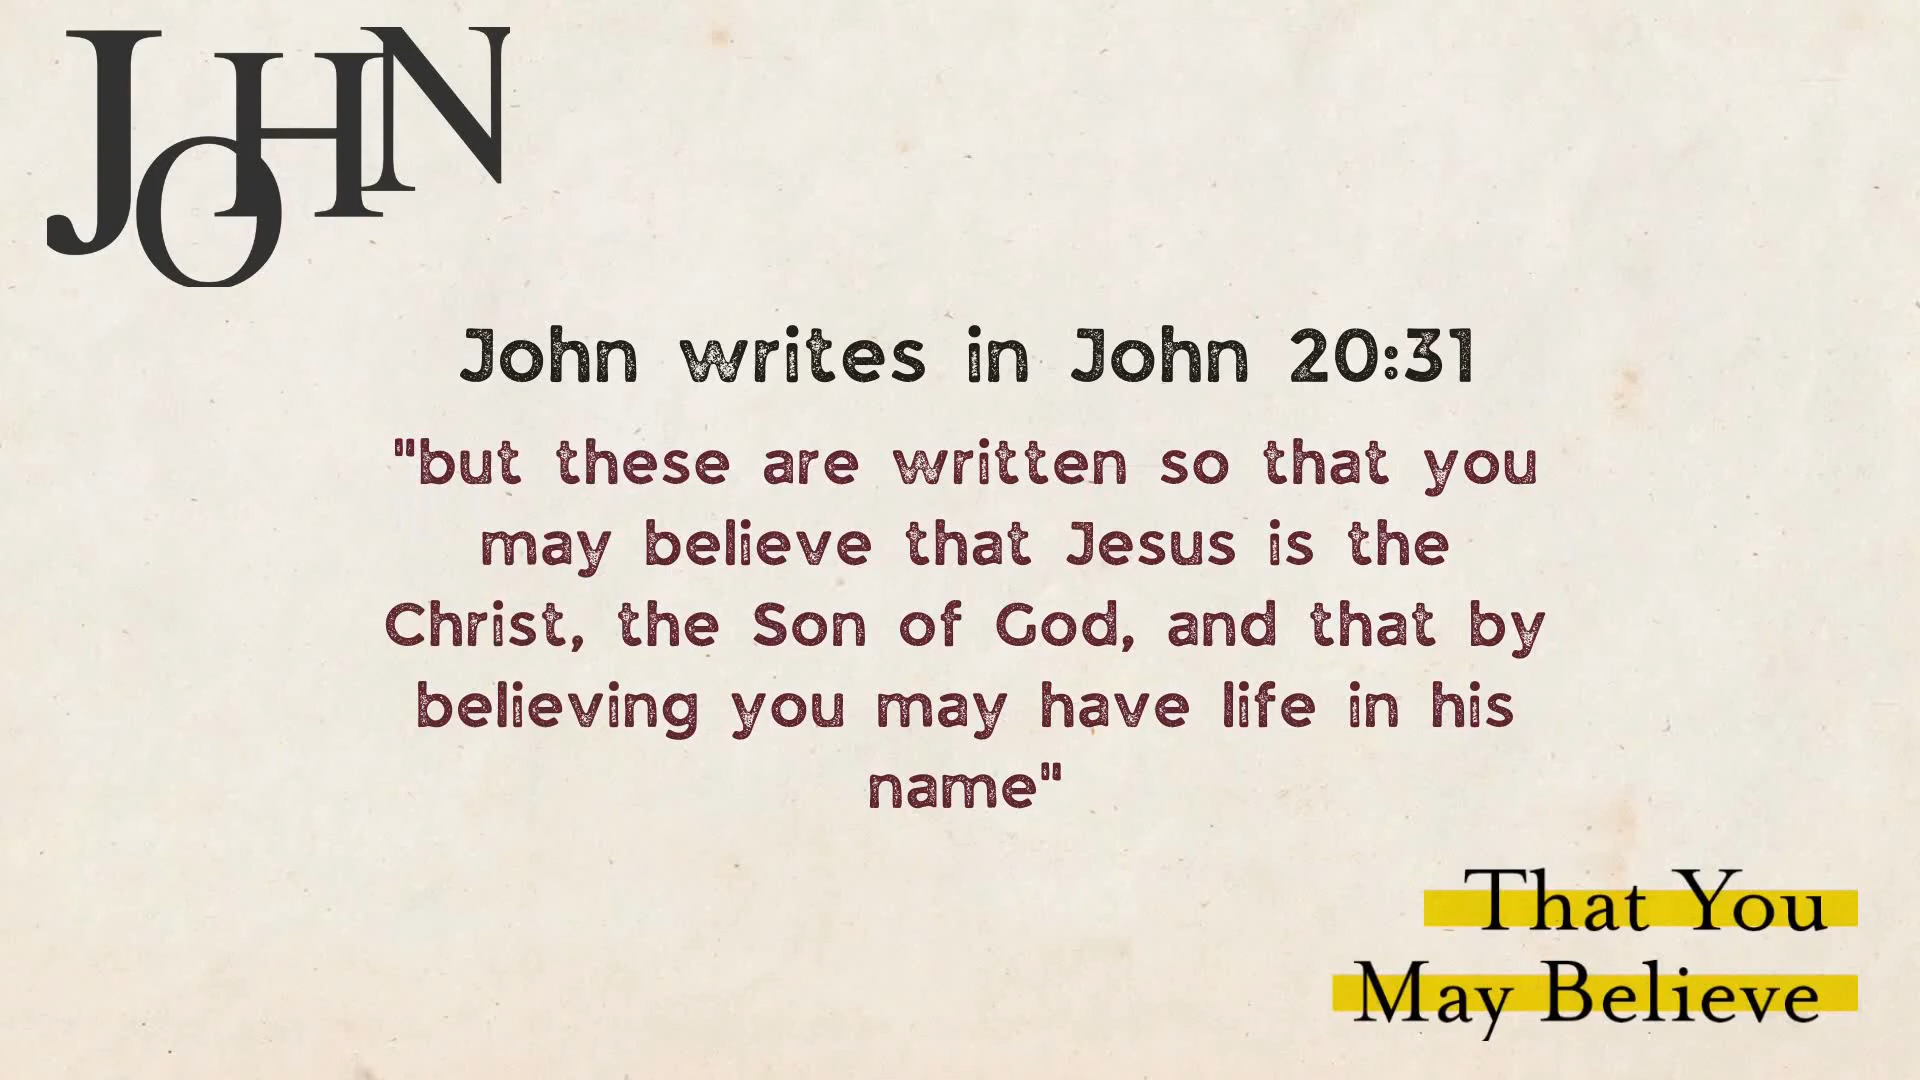 JOHN
John writes in John 20:31
"but these are written so that you
may believe that Jesus is the
Christ, the Son of God, and that by
believing you may have life in his
name"
That You
May Believe